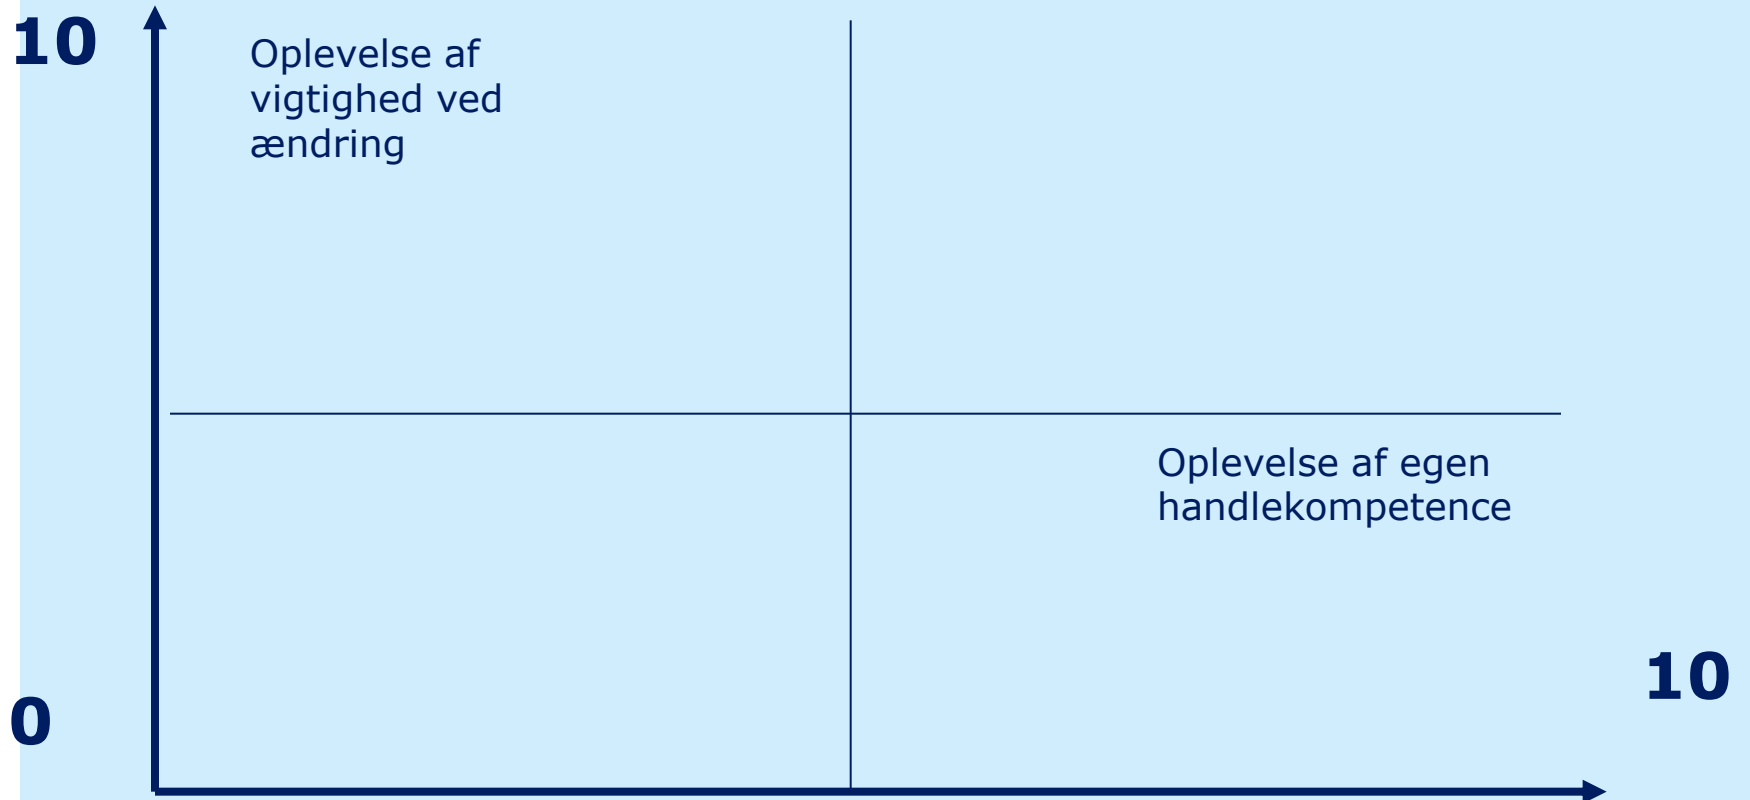 10
Oplevelse af
vigtighed ved
ændring
Oplevelse af egen
handlekompetence
10
0